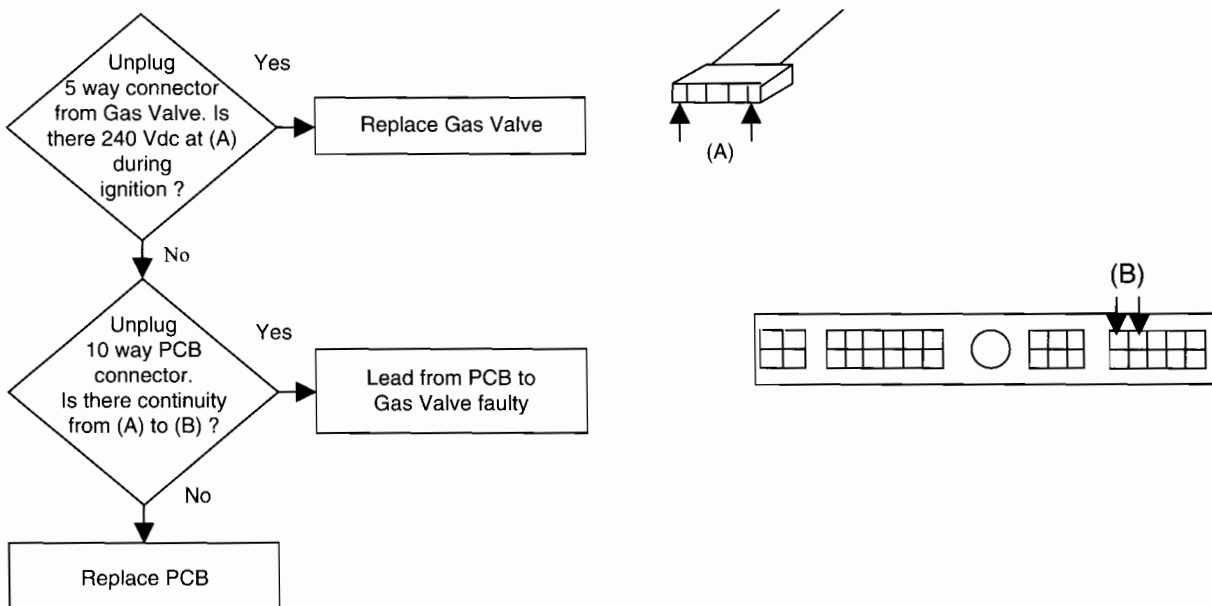 Unplug
5 way connector
from Gas Valve. Is
there 240 Vdc at (A)
during
ignition ?
Yes
Replace Gas Valve
(A)
No
Unplug
10 way PCB
connector.
Is there continuity
from (A) to (B) ?
Yes
Lead from PCB to
Gas Valve faulty
(B)
No
Replace PCB